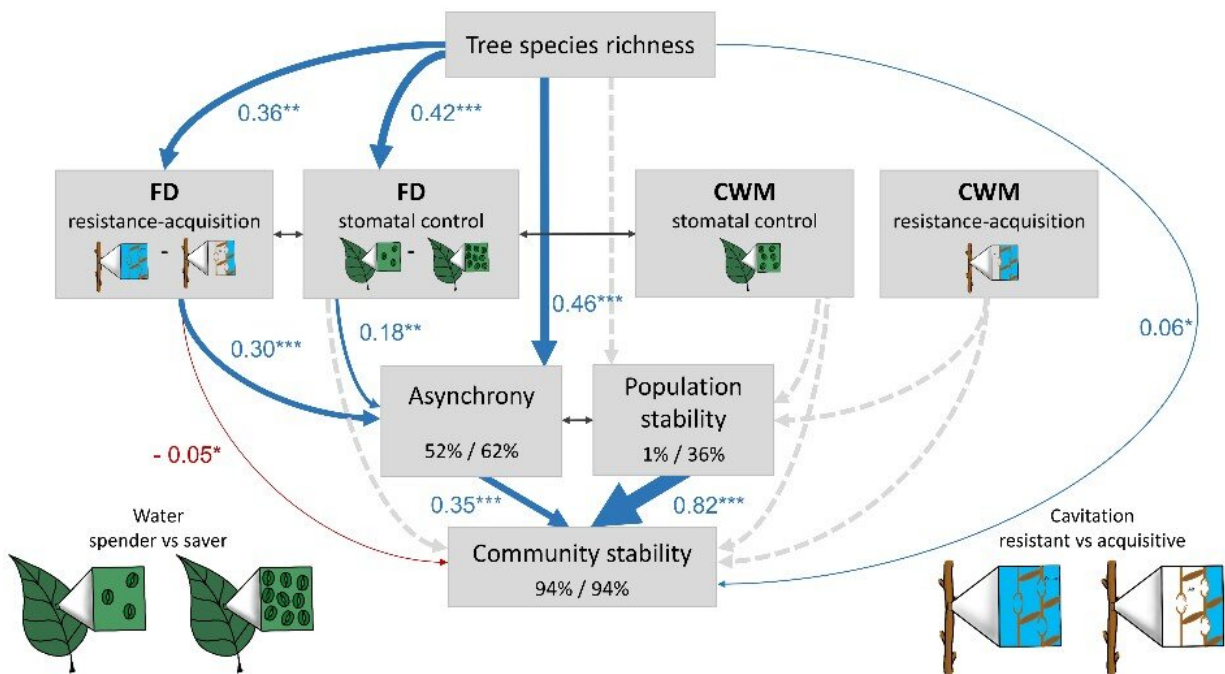 Tree species richness
0.36**
0.42***
FD
resistance-acquisition
-
FD
stomatal control
-
CWM
stomatal control
CWM
resistance-acquisition
0.46***
0.06*
0.30***
0.18**
Asynchrony
52% / 62%
Population
stability
1% / 36%
- 0.05*
0.35***
0.82***
Water
spender vs saver
Community stability
94% / 94%
Cavitation
resistant vs acquisitive